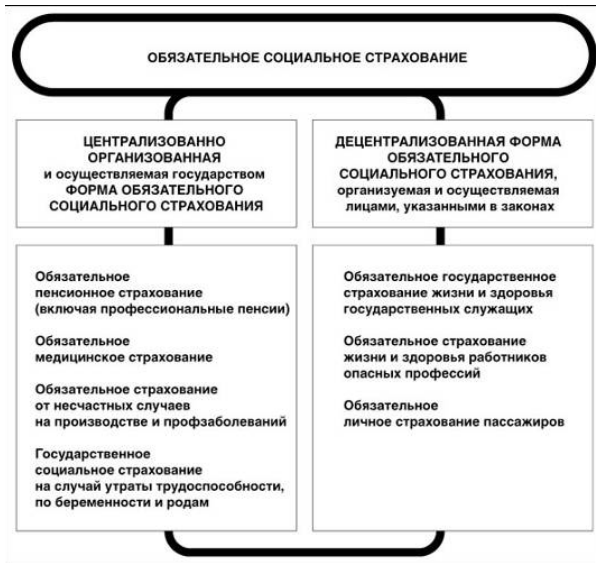 ОБЯЗАТЕЛЬНОЕ СОЦИАЛЬНОЕ СТРАХОВАНИЕ
ЦЕНТРАЛИЗОВАННО
ОРГАНИЗОВАННАЯ
и осуществляемая государством
ФОРМА ОБЯЗАТЕЛЬНОГО
СОЦИАЛЬНОГО СТРАХОВАНИЯ
Обязательное
пенсионное страхование
(включая профессиональные пенсии)
Обязательное
медицинское страхование
Обязательное страхование
от несчастных случаев
на производстве и профзаболеваний
Государственное
социальное страхование
на случай утраты трудоспособности,
по беременности и родам
ДЕЦЕНТРАЛИЗОВАННАЯ ФОРМА
ОБЯЗАТЕЛЬНОГО
СОЦИАЛЬНОГО СТРАХОВАНИЯ,
организуемая и осуществляемая
лицами, указанными в законах
Обязательное государственное
страхование жизни и здоровья
государственных служащих
Обязательное страхование
жизни и здоровья работников
опасных профессий
Обязательное
личное страхование пассажиров